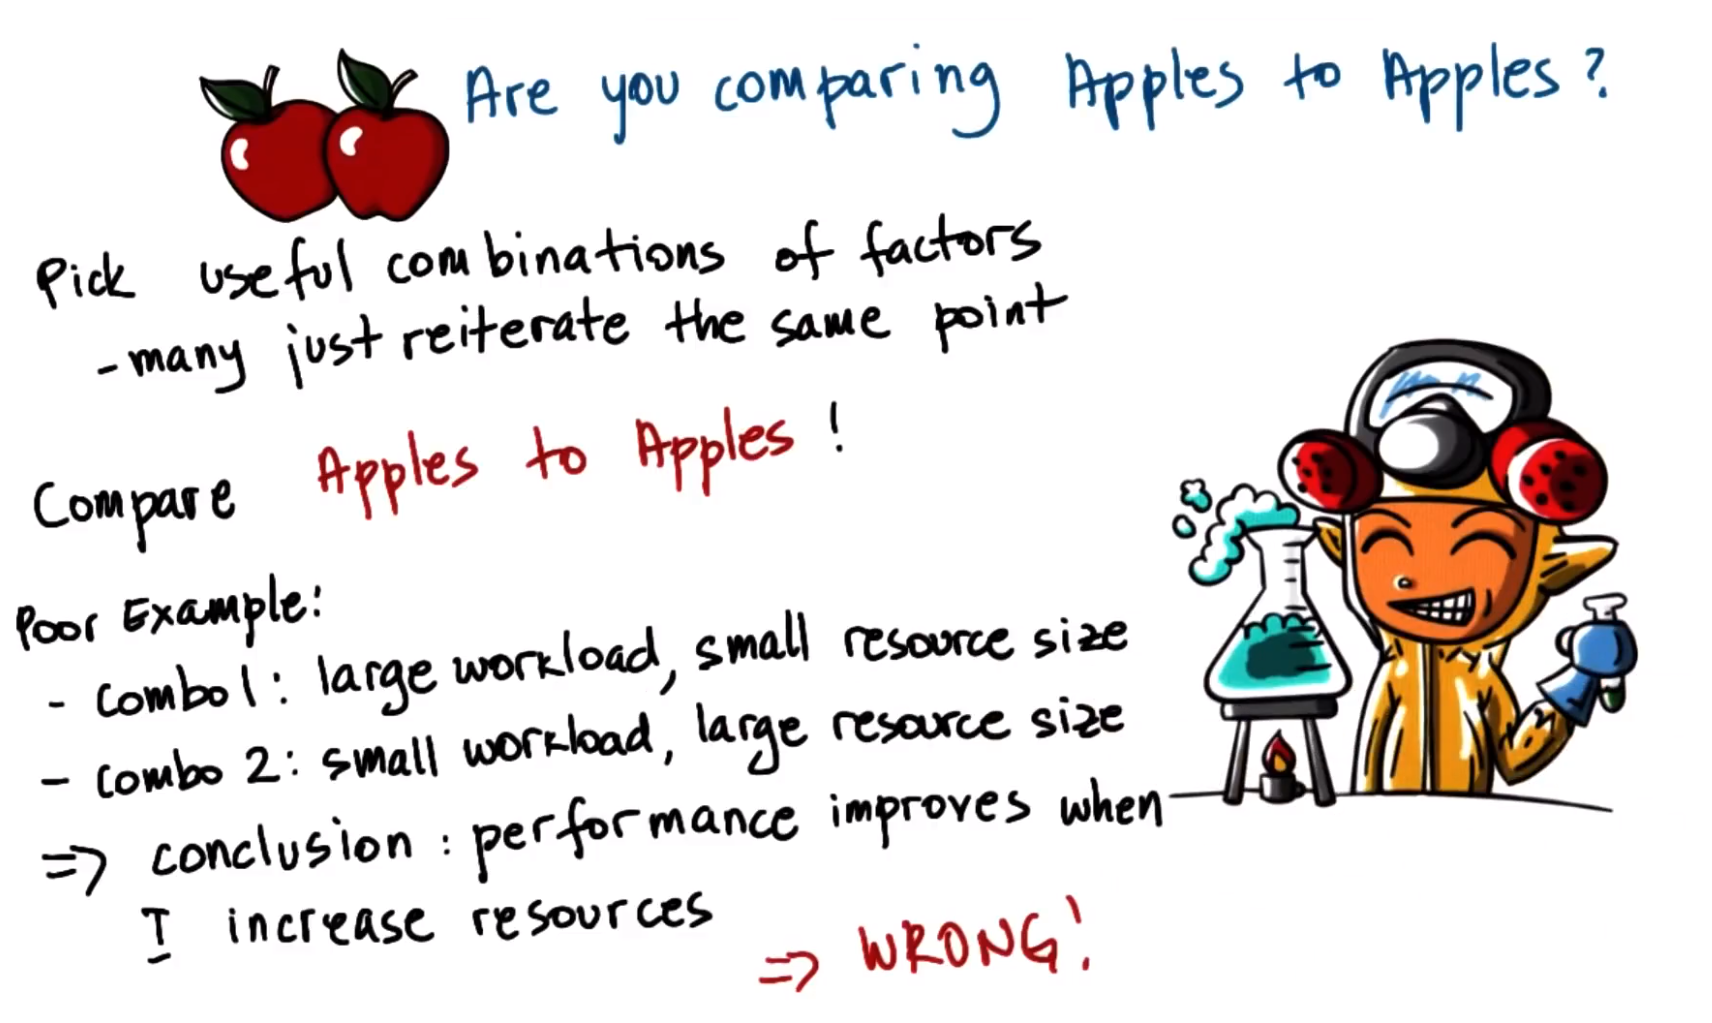 Are you comparing Apples to Apples?
Pick useful combinations of factors
- many just reiterate the same point
Compare Apples to Apples!
Poor Example:
- combo 1: large workload, small resource size
- combo 2: small workload, large resource size
=> conclusion: performance improves when
I increase resources
=> WRONG!